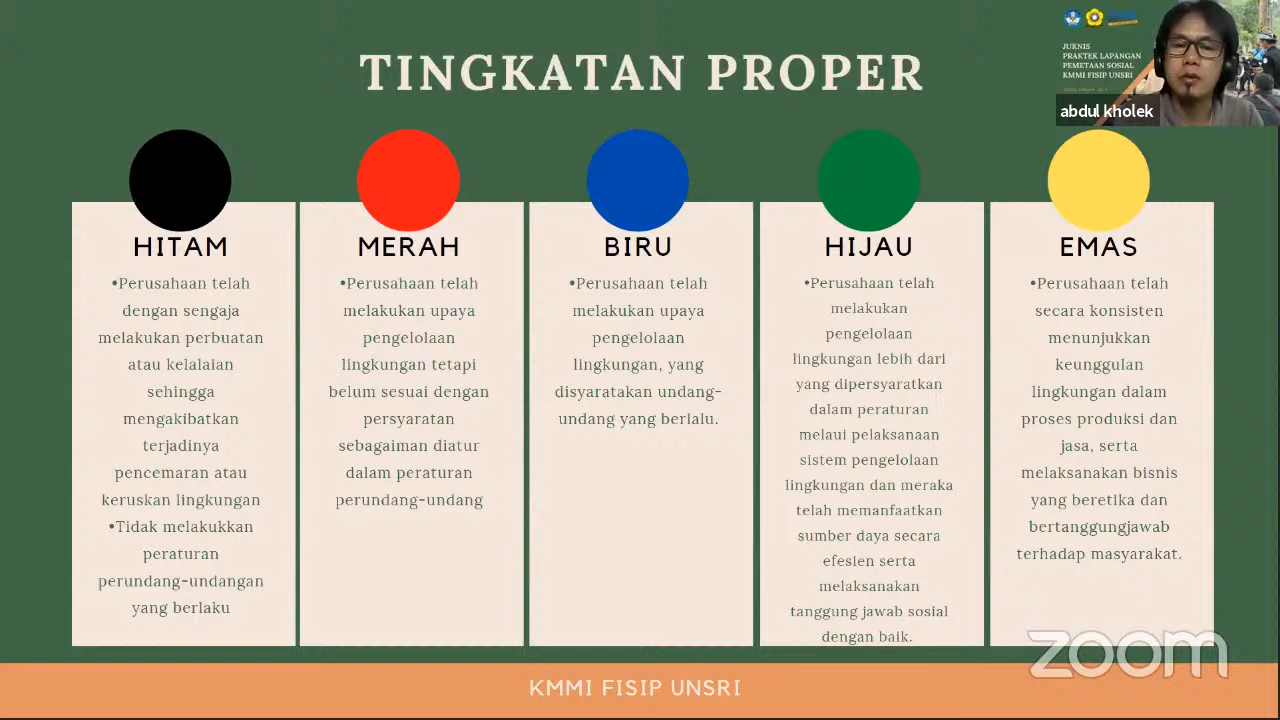 TINGKATAN PROPER
JUKNIS
PRAKTEK LAPANGAN
PEMETAAN SOSIAL
KMMI FISIP UNSRI
abdul kholek
HITAM
•Perusahaan telah
dengan sengaja
melakukan perbuatan
atau kelalaian
sehingga
mengakibatkan
terjadinya
pencemaran atau
keruskan lingkungan
•Tidak melakukkan
peraturan
perundang-undangan
yang berlaku
MERAH
•Perusahaan telah
melakukan upaya
pengelolaan
lingkungan tetapi
belum sesuai dengan
persyaratan
sebagaiman diatur
dalam peraturan
perundang-undang
BIRU
•Perusahaan telah
melakukan upaya
pengelolaan
lingkungan, yang
disyaratakan undang-
undang yang berlalu.
HIJAU
•Perusahaan telah
melakukan
pengelolaan
lingkungan lebih dari
yang dipersyaratkan
dalam peraturan
melaui pelaksanaan
sistem pengelolaan
lingkungan dan meraka
telah memanfaatkan
sumber daya secara
efesien serta
melaksanakan
tanggung jawab sosial
dengan baik.
EMAS
•Perusahaan telah
secara konsisten
menunjukkan
keunggulan
lingkungan dalam
proses produksi dan
jasa, serta
melaksanakan bisnis
yang beretika dan
bertanggungjawab
terhadap masyarakat.
zoom
KMMI FISIP UNSRI